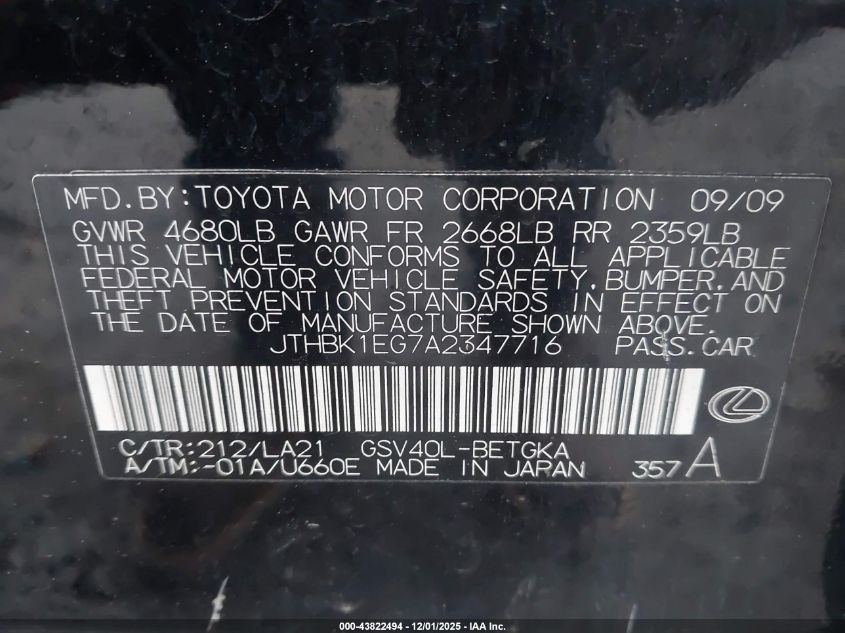 MFD. BY: TOYOTA MOTOR CORPORATION 09/09
GVWR 4680LB GAWR FR 2668LB RR 2359LB
THIS VEHICLE CONFORMS TO ALL APPLICABLE
FEDERAL MOTOR VEHICLE SAFETY, BUMPER, AND
THEFT PREVENTION STANDARDS IN EFFECT ON
THE DATE OF MANUFACTURE SHOWN ABOVE.
JTHBK1EG7A2347716 PASS. CAR
C/TR: 212/LA21 GSV40L-BETGKA
A/TM: -01A/U660E MADE IN JAPAN 357A
000-43822494 - 12/01/2025 - IAA Inc.